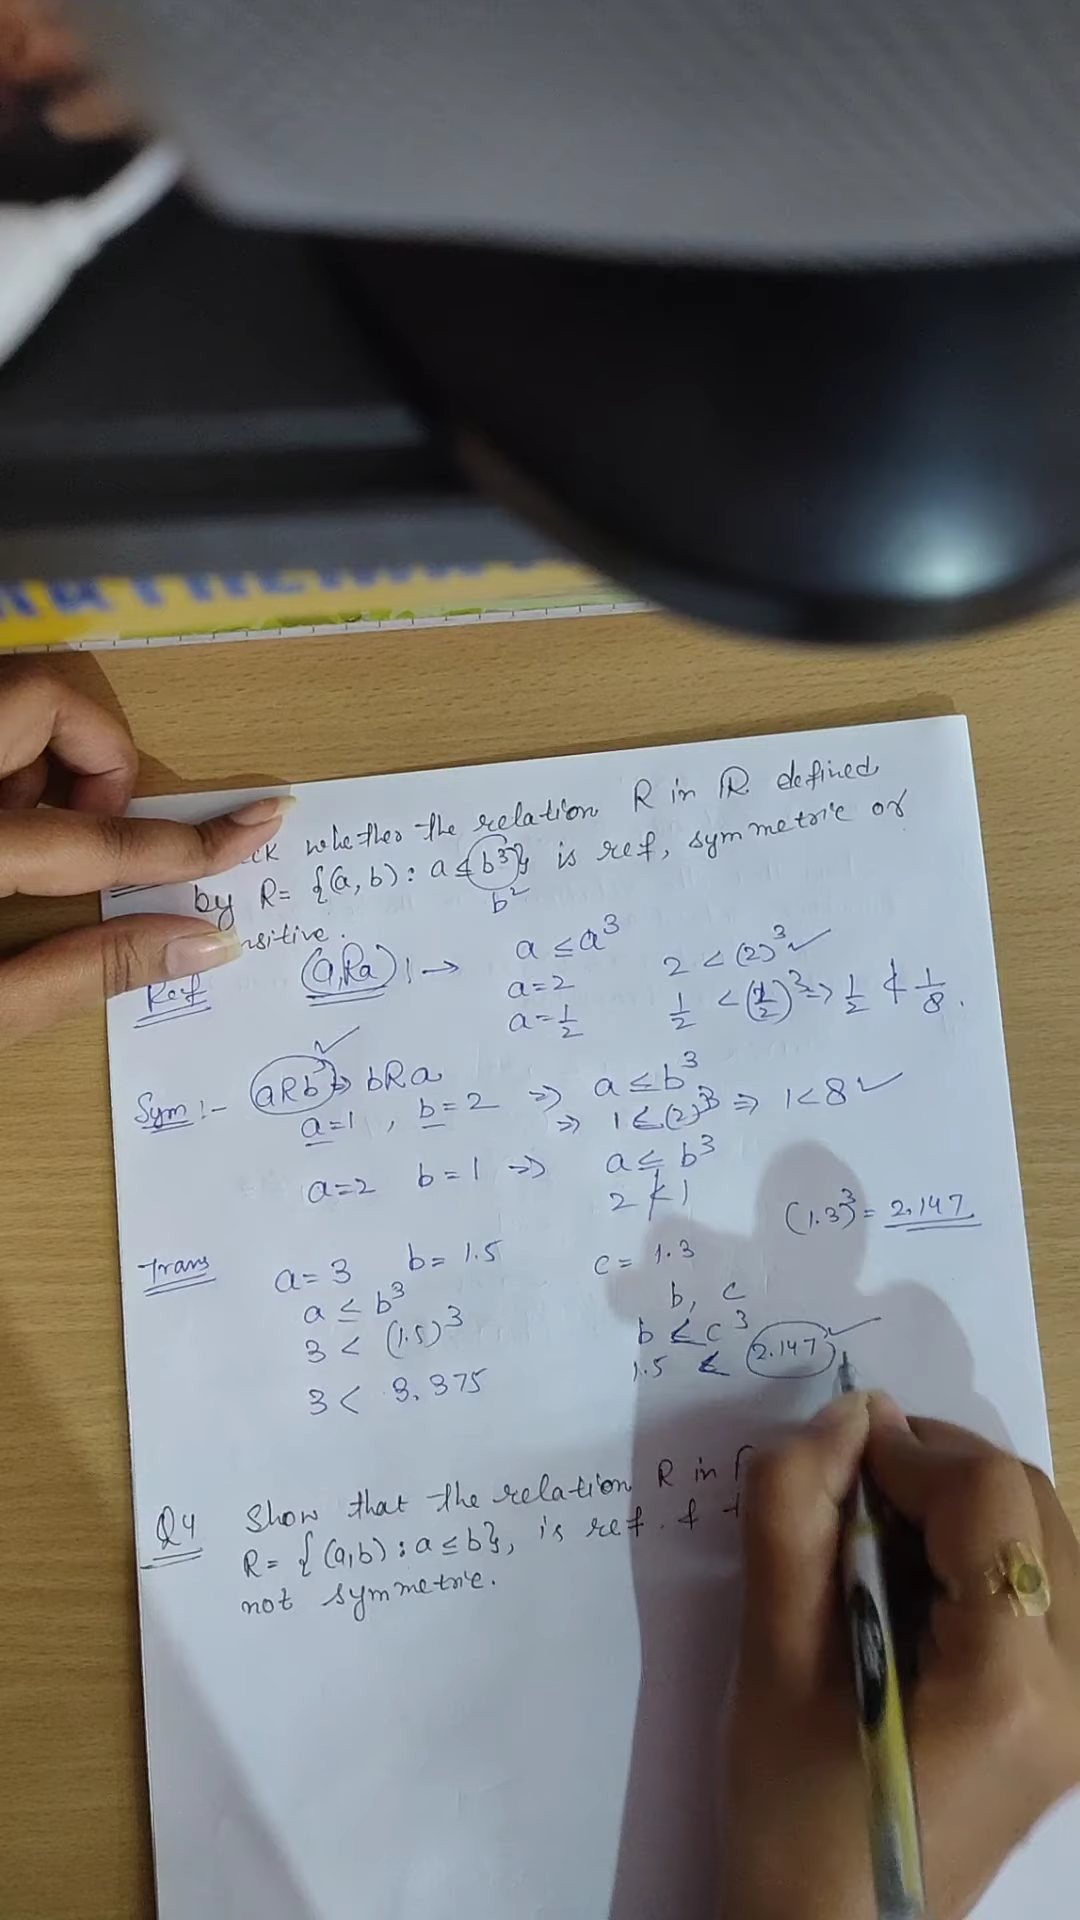 whether the relation R in R defined
by R= {(a,b): a ≤ b³} is ref, symmetric or
b²
nsitive.
Ref (a,Ra) :→ a ≤ a³ 2 < (2)³ ✓
a=2
a=1/2 1/2 < (1/2)³ => 1/2 ≮ 1/8 .
Sym :- aRb => bRa ✓
a=1 , b=2 => a ≤ b³
=> 1 ≤ (2)³ => 1<8 ✓
a=2 b=1 => a ≤ b³
2 ≮ 1
(1.3)³ = 2.147
Trans a=3 b= 1.5 c= 1.3
a ≤ b³ b, c
3 < (1.5)³ b < c³
3 < 3.375 1.5 < 2.147 ✓
Q4 Show that the relation R in
R= {(a,b): a ≤ b}, is ref. &
not symmetric.